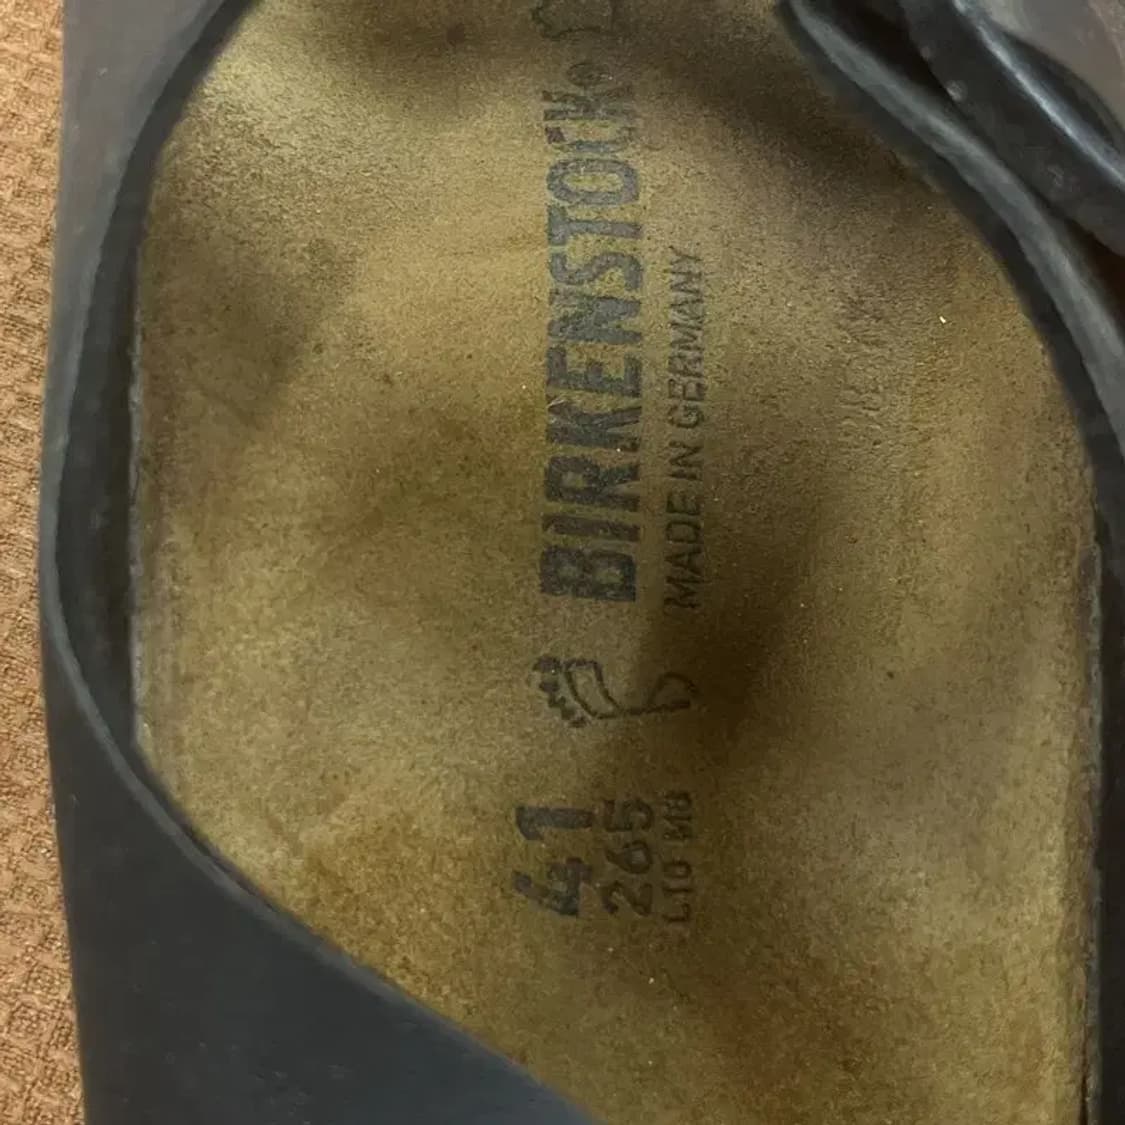 BIRKENSTOCK®
MADE IN GERMANY
41
265
L10 M8